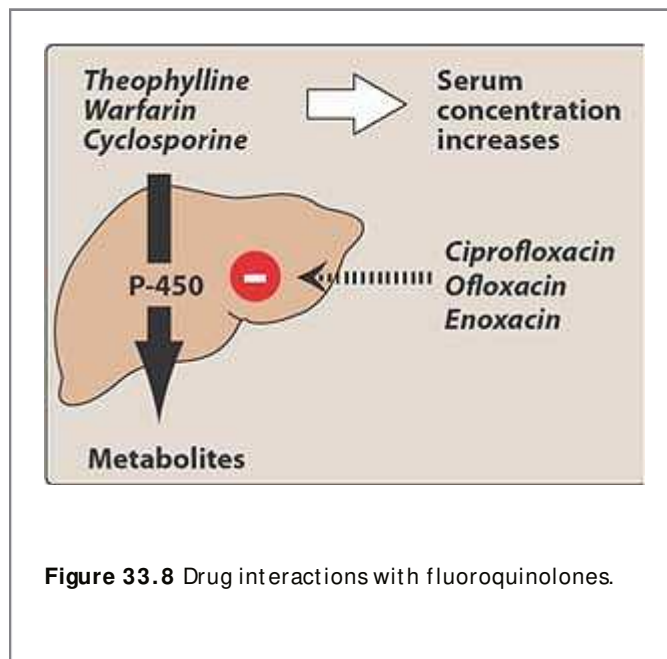 Theophylline
Warfarin
Cyclosporine
Serum
concentration
increases
P-450
Ciprofloxacin
Ofloxacin
Enoxacin
Metabolites
Figure 33.8 Drug interactions with fluoroquinolones.